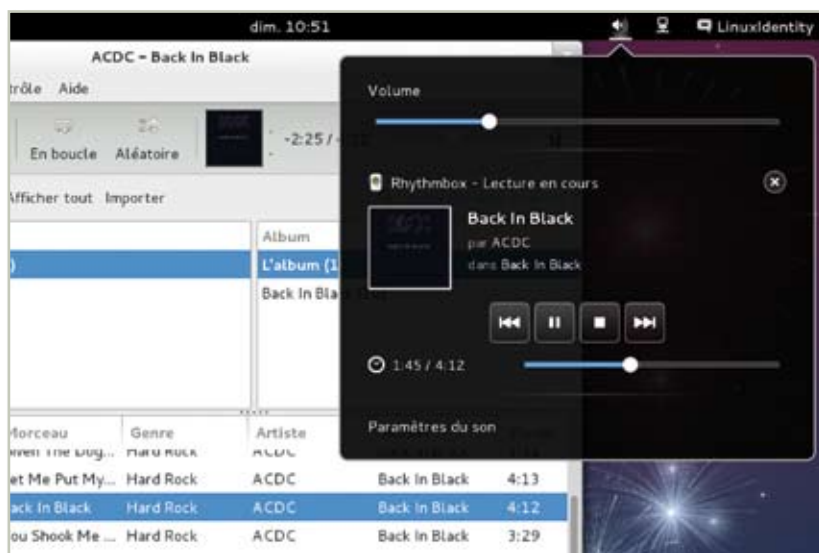 dim. 10:51
LinuxIdentity
ACDC - Back In Black
trôle Aide
En boucle Aléatoire
-2:25 /
Afficher tout Importer
Album
L'album (1
Back In Bla
Volume
Rhythmbox - Lecture en cours
Back In Black
par ACDC
dans Back In Black
1:45 / 4:12
Paramètres du son
Morceau Genre Artiste
Given The Dog... Hard Rock ACDC
et Me Put My... Hard Rock ACDC Back In Black 4:13
ack In Black Hard Rock ACDC Back In Black 4:12
ou Shook Me ... Hard Rock ACDC Back In Black 3:29